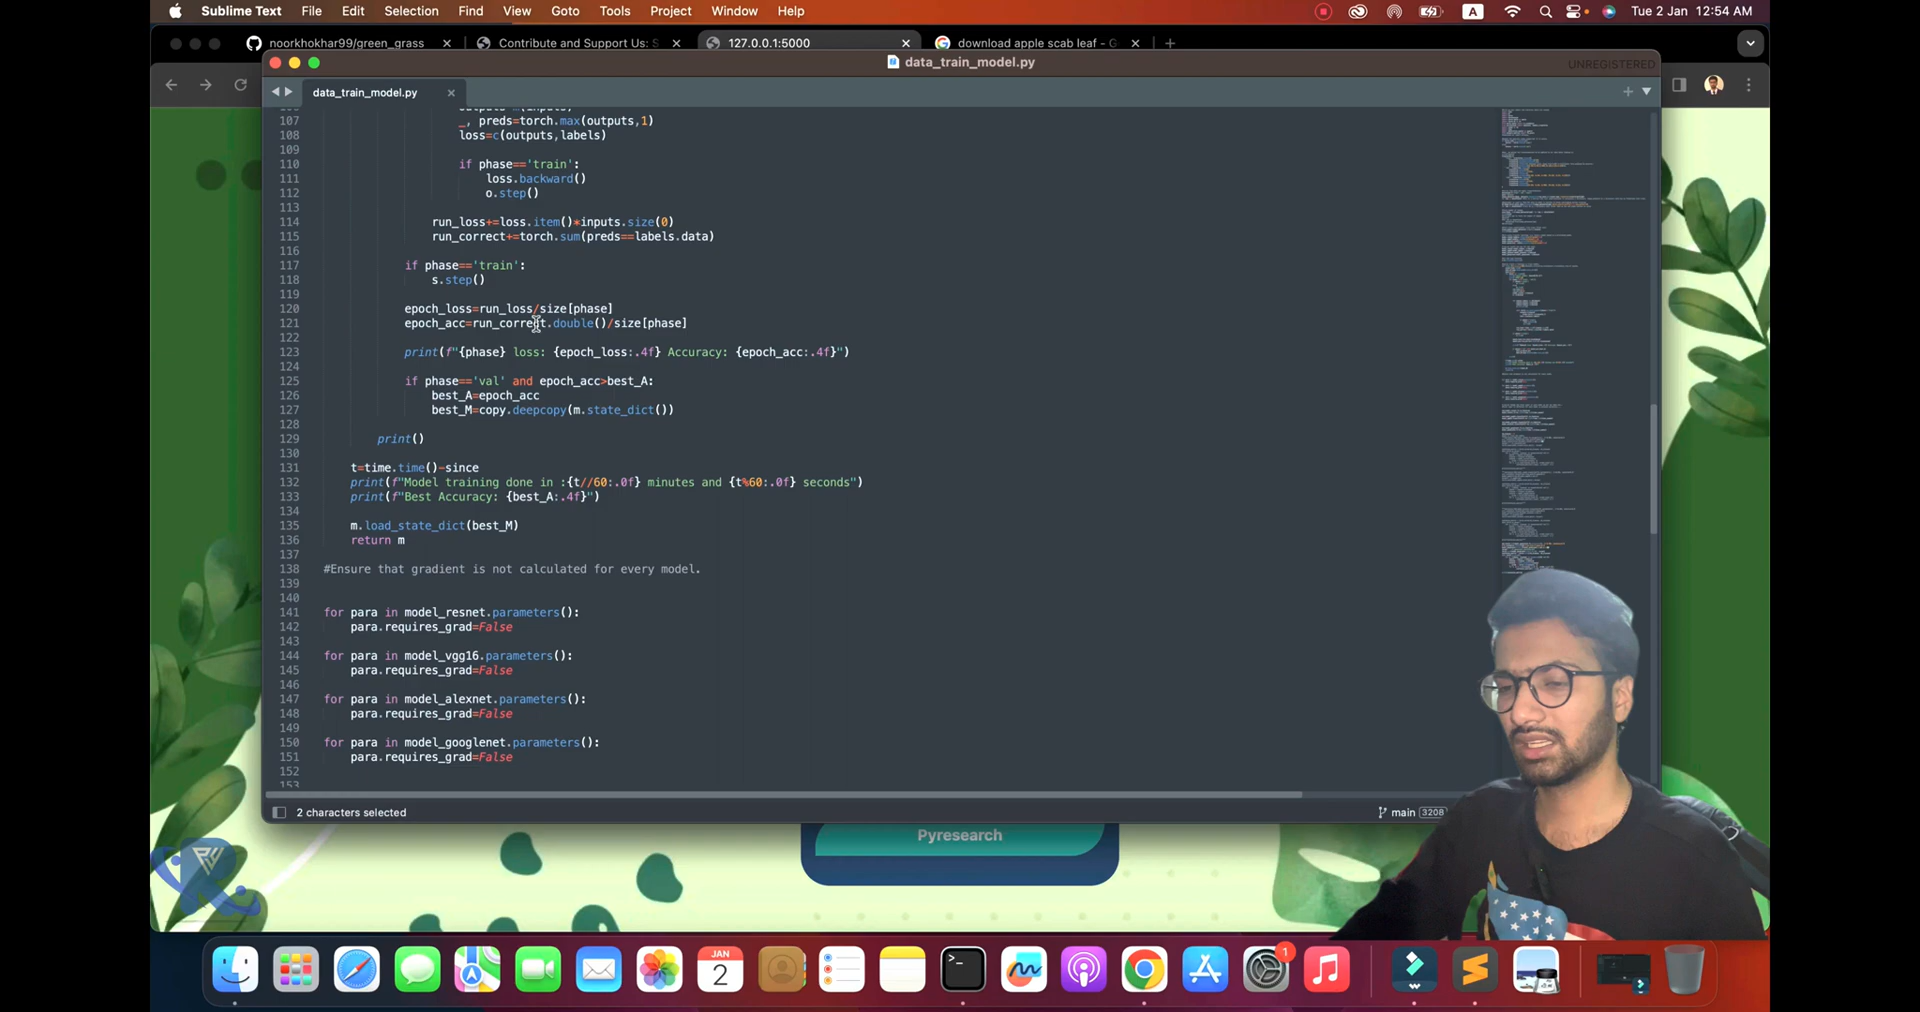 Sublime Text File Edit Selection Find View Goto Tools Project Window Help A Tue 2 Jan 12:54 AM
noorkhokhar99/green_grass × Contribute and Support Us: S × 127.0.0.1:5000 × download apple scab leaf - G × +
data_train_model.py UNREGISTERED
data_train_model.py ×
107 _, preds=torch.max(outputs,1)
108 loss=c(outputs,labels)
109
110 if phase=='train':
111 loss.backward()
112 o.step()
113
114 run_loss+=loss.item()*inputs.size(0)
115 run_correct+=torch.sum(preds==labels.data)
116
117 if phase=='train':
118 s.step()
119
120 epoch_loss=run_loss/size[phase]
121 epoch_acc=run_correct.double()/size[phase]
122
123 print(f"{phase} loss: {epoch_loss:.4f} Accuracy: {epoch_acc:.4f}")
124
125 if phase=='val' and epoch_acc>best_A:
126 best_A=epoch_acc
127 best_M=copy.deepcopy(m.state_dict())
128
129 print()
130
131 t=time.time()-since
132 print(f"Model training done in :{t//60:.0f} minutes and {t%60:.0f} seconds")
133 print(f"Best Accuracy: {best_A:.4f}")
134
135 m.load_state_dict(best_M)
136 return m
137
138 #Ensure that gradient is not calculated for every model.
139
140
141 for para in model_resnet.parameters():
142 para.requires_grad=False
143
144 for para in model_vgg16.parameters():
145 para.requires_grad=False
146
147 for para in model_alexnet.parameters():
148 para.requires_grad=False
149
150 for para in model_googlenet.parameters():
151 para.requires_grad=False
152
153
2 characters selected main 3208
Pyresearch
JAN
2
1